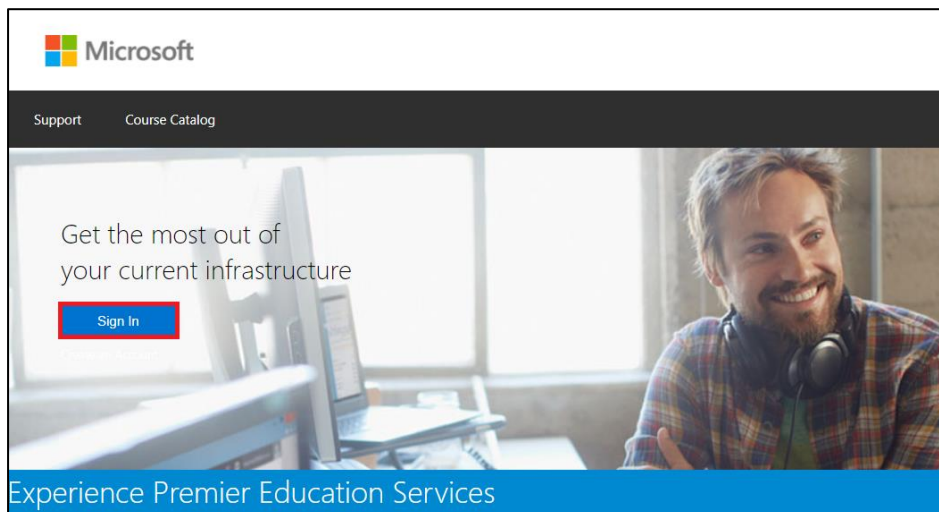 Microsoft
Support
Course Catalog
Get the most out of
your current infrastructure
Sign In
Experience Premier Education Services